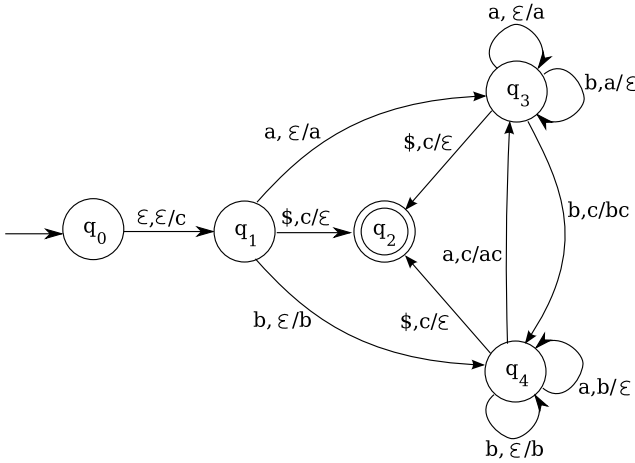 a, ε/a
b,a/ε
q3
a, ε/a
$,c/ε
b,c/bc
ε,ε/c
$,c/ε
q0
q1
q2
a,c/ac
b, ε/b
$,c/ε
q4
a,b/ε
b, ε/b